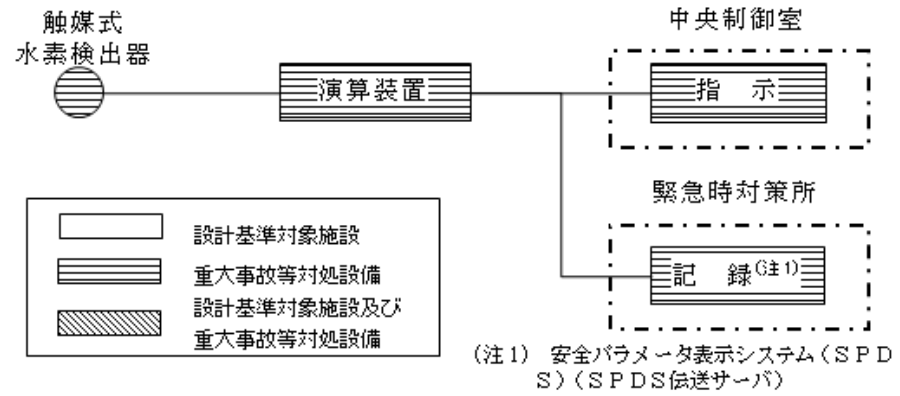 触媒式
水素検出器
演算装置
中央制御室
指　示
緊急時対策所
記　録(注1)
設計基準対象施設
重大事故等対処設備
設計基準対象施設及び
重大事故等対処設備
(注1)　安全パラメータ表示システム(SPD
S)(SPDS伝送サーバ)